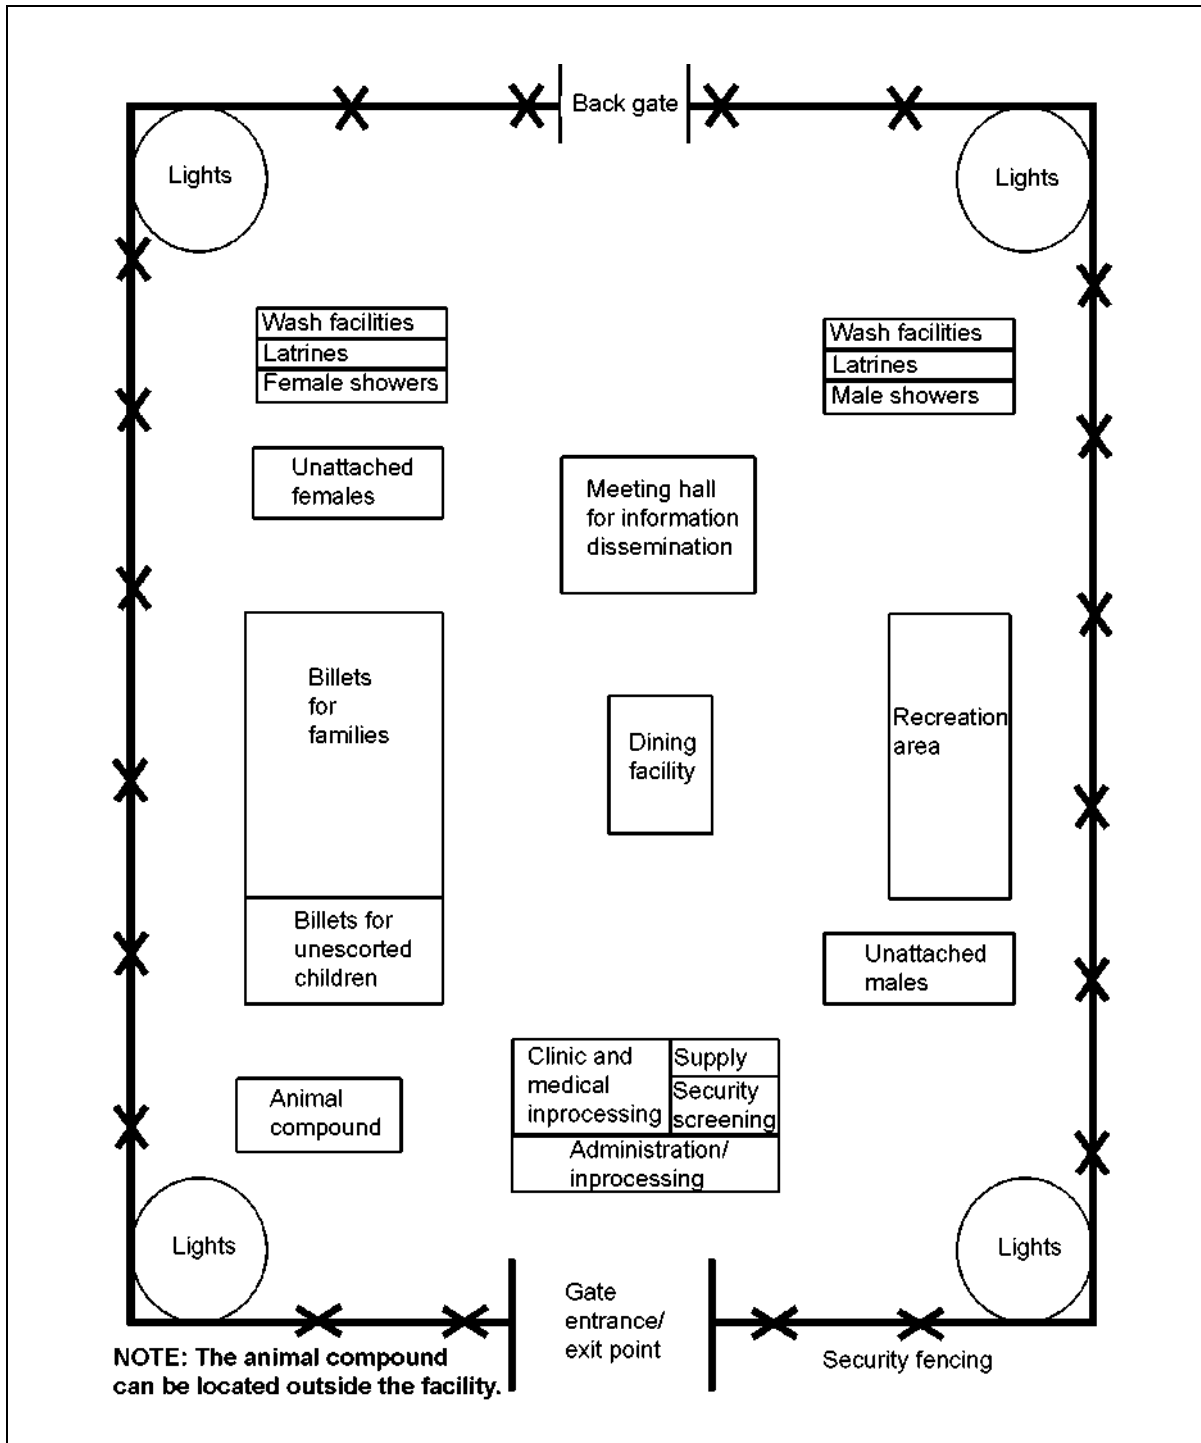 Back gate
Lights
Lights
Wash facilities
Latrines
Female showers
Wash facilities
Latrines
Male showers
Unattached
females
Meeting hall
for information
dissemination
Billets
for
families
Dining
facility
Recreation
area
Billets for
unescorted
children
Unattached
males
Clinic and
medical
inprocessing
Supply
Security
screening
Administration/
inprocessing
Animal
compound
Lights
Lights
Gate
entrance/
exit point
NOTE: The animal compound
can be located outside the facility.
Security fencing